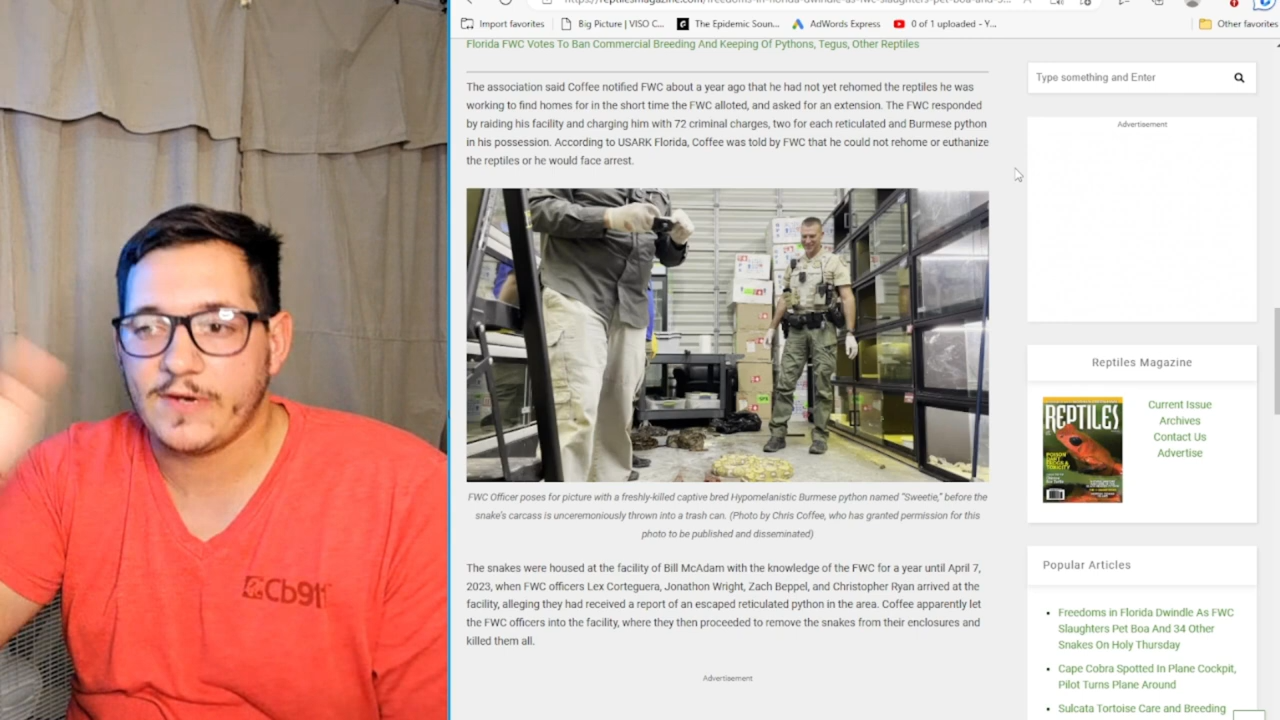 Import favorites
Big Picture | VISO C...
The Epidemic Soun...
AdWords Express
0 of 1 uploaded - Y...
Other favorites
Florida FWC Votes To Ban Commercial Breeding And Keeping Of Pythons, Tegus, Other Reptiles
The association said Coffee notified FWC about a year ago that he had not yet rehomed the reptiles he was
working to find homes for in the short time the FWC alloted, and asked for an extension. The FWC responded
by raiding his facility and charging him with 72 criminal charges, two for each reticulated and Burmese python
in his possession. According to USARK Florida, Coffee was told by FWC that he could not rehome or euthanize
the reptiles or he would face arrest.
FWC Officer poses for picture with a freshly-killed captive bred Hypomelanistic Burmese python named "Sweetie," before the
snake's carcass is unceremoniously thrown into a trash can. (Photo by Chris Coffee, who has granted permission for this
photo to be published and disseminated)
The snakes were housed at the facility of Bill McAdam with the knowledge of the FWC for a year until April 7,
2023, when FWC officers Lex Corteguera, Jonathon Wright, Zach Beppel, and Christopher Ryan arrived at the
facility, alleging they had received a report of an escaped reticulated python in the area. Coffee apparently let
the FWC officers into the facility, where they then proceeded to remove the snakes from their enclosures and
killed them all.
Advertisement
Type something and Enter
Advertisement
Reptiles Magazine
REPTILES
Current Issue
Archives
Contact Us
Advertise
Popular Articles
Freedoms in Florida Dwindle As FWC
Slaughters Pet Boa And 34 Other
Snakes On Holy Thursday
Cape Cobra Spotted In Plane Cockpit,
Pilot Turns Plane Around
Sulcata Tortoise Care and Breeding
Cb911